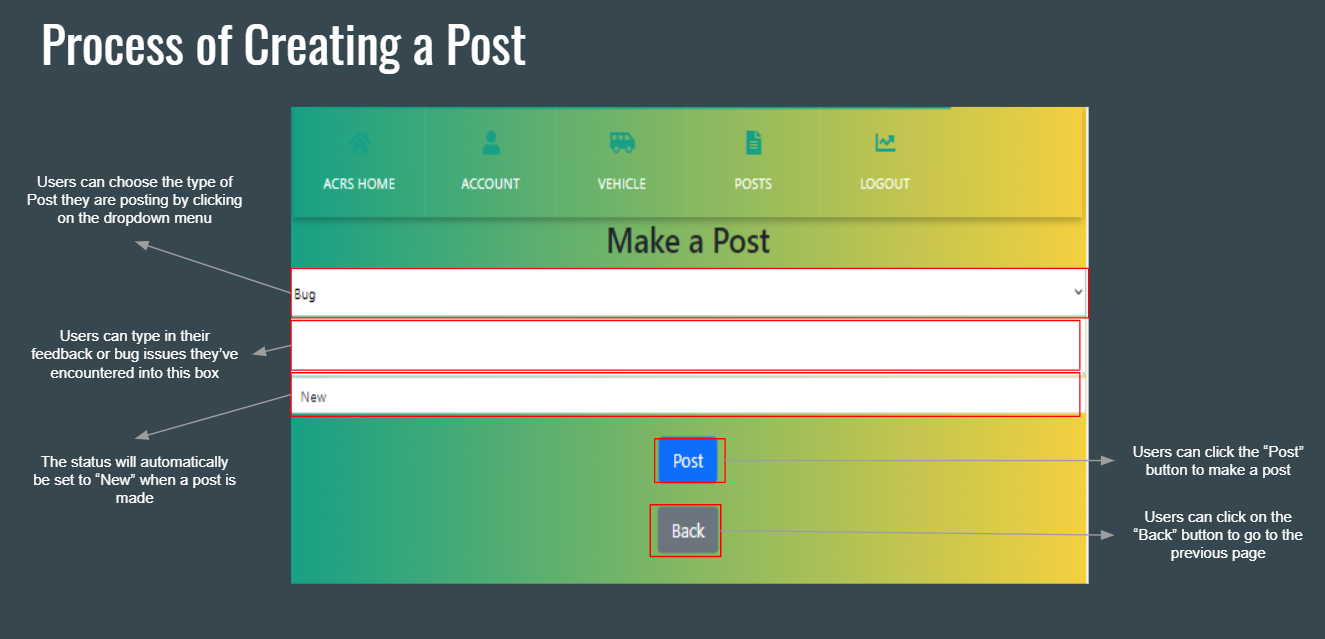 Process of Creating a Post
ACRS HOME
ACCOUNT
VEHICLE
POSTS
LOGOUT
Make a Post
Users can choose the type of
Post they are posting by clicking
on the dropdown menu
Bug
Users can type in their
feedback or bug issues they’ve
encountered into this box
New
The status will automatically
be set to “New” when a post is
made
Post
Users can click the “Post”
button to make a post
Back
Users can click on the
“Back” button to go to the
previous page